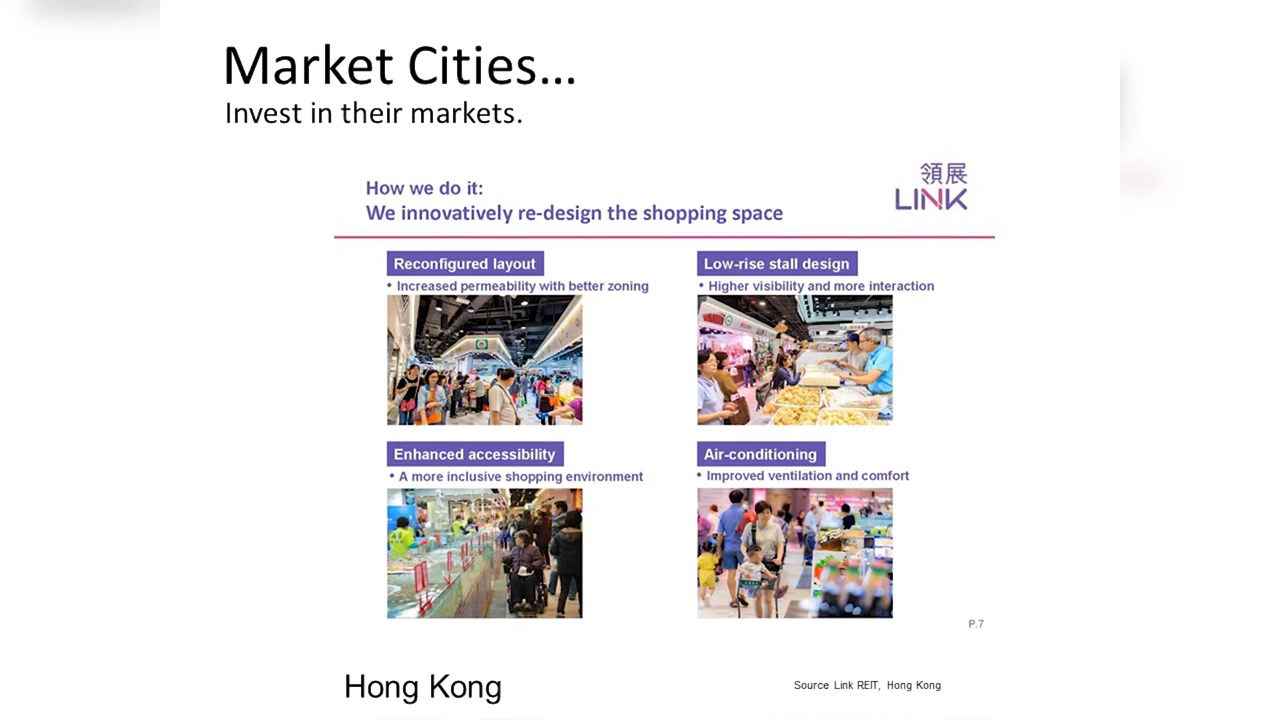 Market Cities…
Invest in their markets.
How we do it:
We innovatively re-design the shopping space
領展
LINK
Reconfigured layout
• Increased permeability with better zoning
Low-rise stall design
• Higher visibility and more interaction
Enhanced accessibility
• A more inclusive shopping environment
Air-conditioning
• Improved ventilation and comfort
P.7
Hong Kong
Source Link REIT, Hong Kong